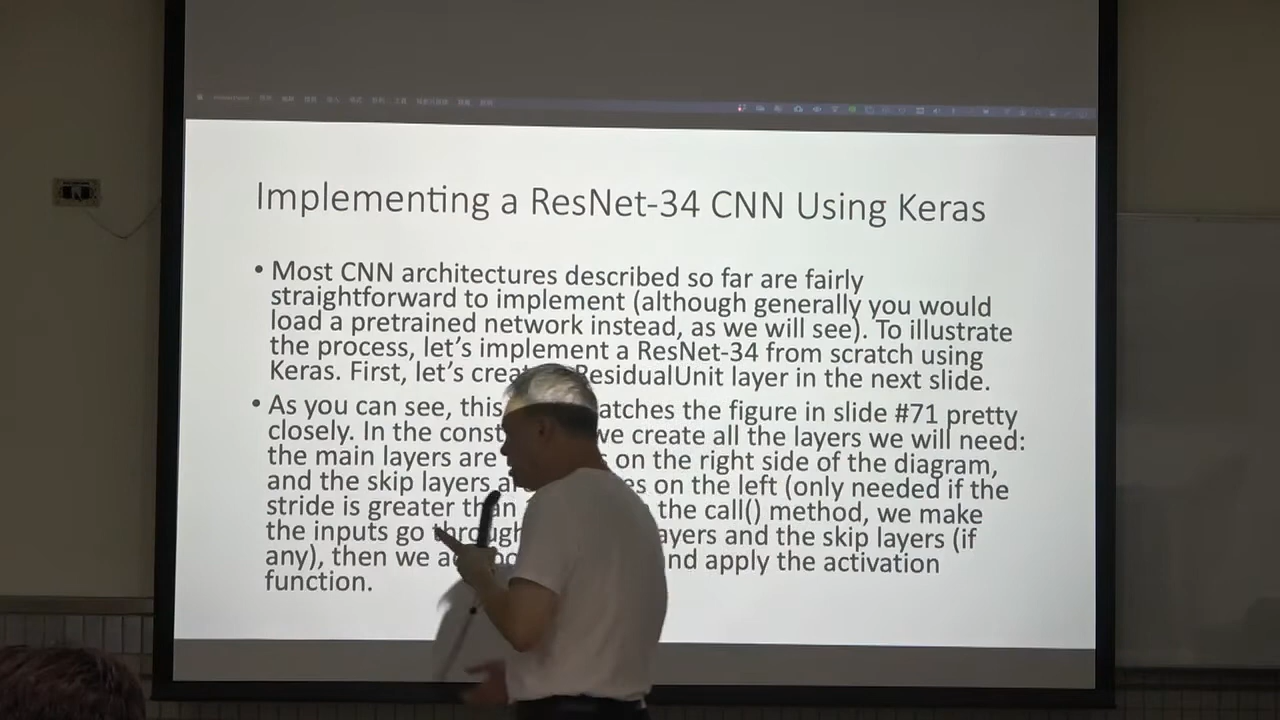 Implementing a ResNet-34 CNN Using Keras
• Most CNN architectures described so far are fairly
straightforward to implement (although generally you would
load a pretrained network instead, as we will see). To illustrate
the process, let's implement a ResNet-34 from scratch using
Keras. First, let's create ResidualUnit layer in the next slide.
• As you can see, this matches the figure in slide #71 pretty
closely. In the we create all the layers we will need:
the main layers are on the right side of the diagram,
and the skip layers on the left (only needed if the
stride is greater than the call() method, we make
the inputs go through layers and the skip layers (if
any), then we and apply the activation
function.